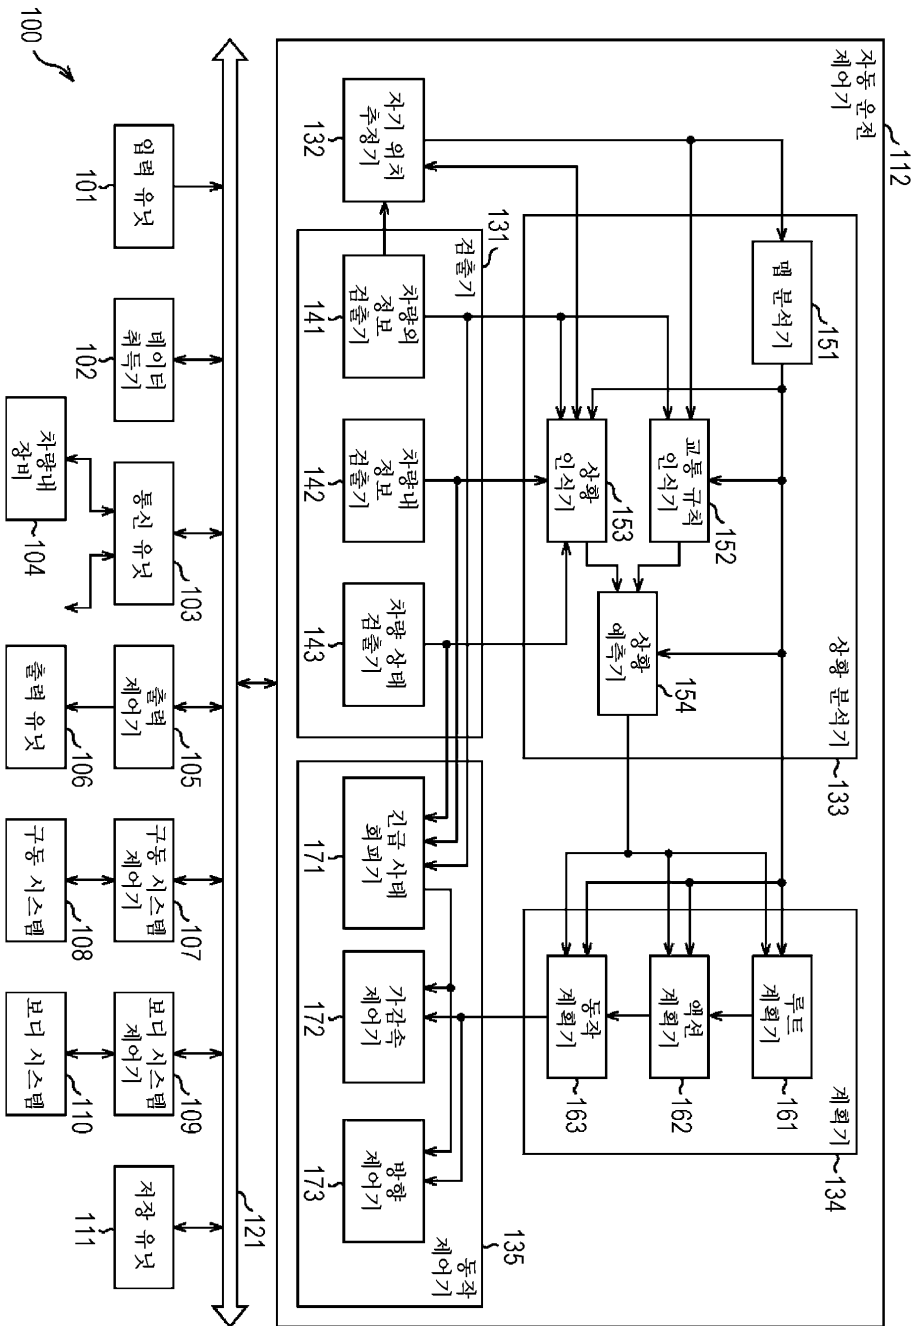 100
자동 운전
제어기
112
자기 위치
추정기
132
검출기
131
차량외
정보
검출기
141
차량내
정보
검출기
142
차량 상태
검출기
143
상황 분석기
133
맵 분석기
151
교통 규칙
인식기
152
상황
인식기
153
상황
예측기
154
계획기
134
루트
계획기
161
액션
계획기
162
동작
계획기
163
동작
제어기
135
긴급 사태
회피기
171
가감속
제어기
172
방향
제어기
173
121
입력 유닛
101
데이터
취득기
102
통신 유닛
103
차량내
장비
104
출력
제어기
105
출력 유닛
106
구동 시스템
제어기
107
구동 시스템
108
보디 시스템
제어기
109
보디 시스템
110
저장 유닛
111